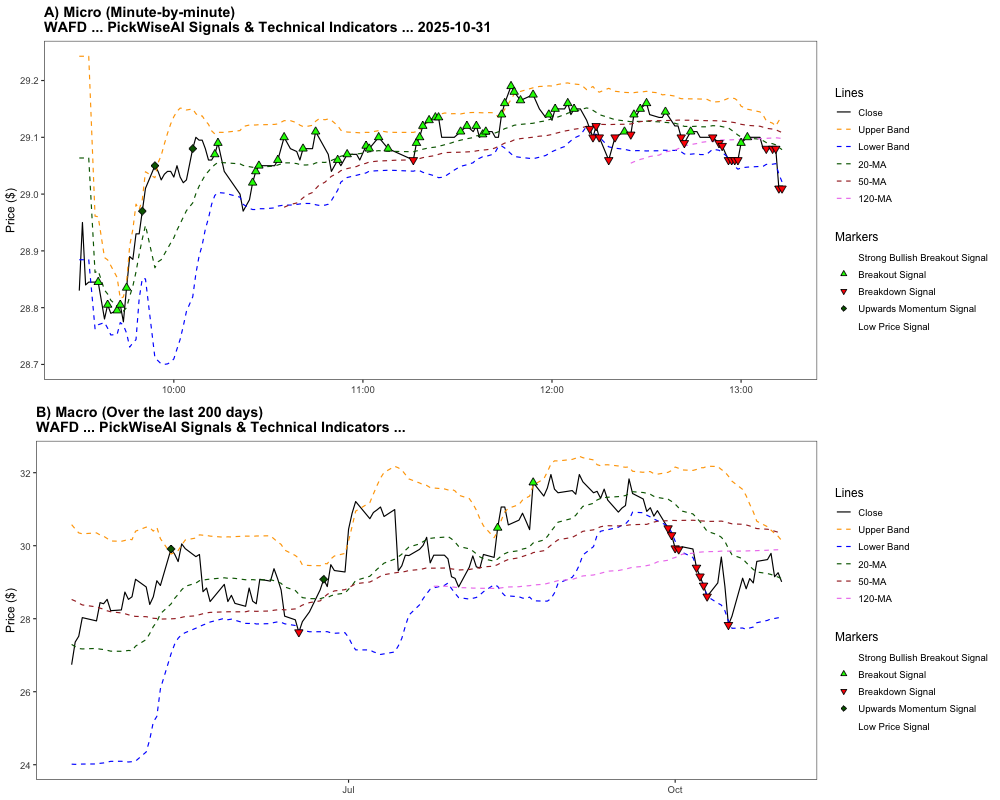 A) Micro (Minute-by-minute)
WAFD ... PickWiseAI Signals & Technical Indicators ... 2025-10-31
Price ($)
29.2
29.1
29.0
28.9
28.8
28.7
10:00
11:00
12:00
13:00
Lines
Close
Upper Band
Lower Band
20-MA
50-MA
120-MA
Markers
Strong Bullish Breakout Signal
Breakout Signal
Breakdown Signal
Upwards Momentum Signal
Low Price Signal
B) Macro (Over the last 200 days)
WAFD ... PickWiseAI Signals & Technical Indicators ...
Price ($)
32
30
28
26
24
Jul
Oct
Lines
Close
Upper Band
Lower Band
20-MA
50-MA
120-MA
Markers
Strong Bullish Breakout Signal
Breakout Signal
Breakdown Signal
Upwards Momentum Signal
Low Price Signal